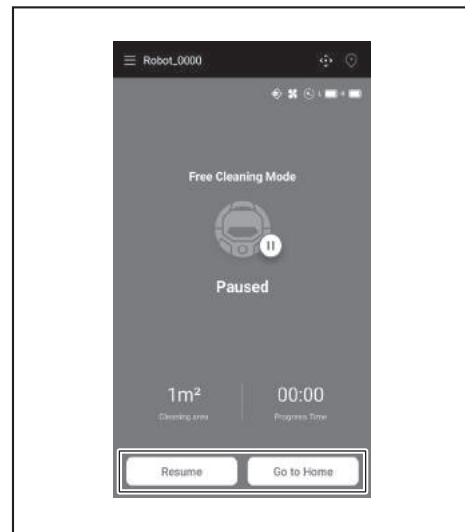 Robot_0000
L R
Free Cleaning Mode
Paused
1m² 00:00
Cleaning area Progress Time
Resume Go to Home